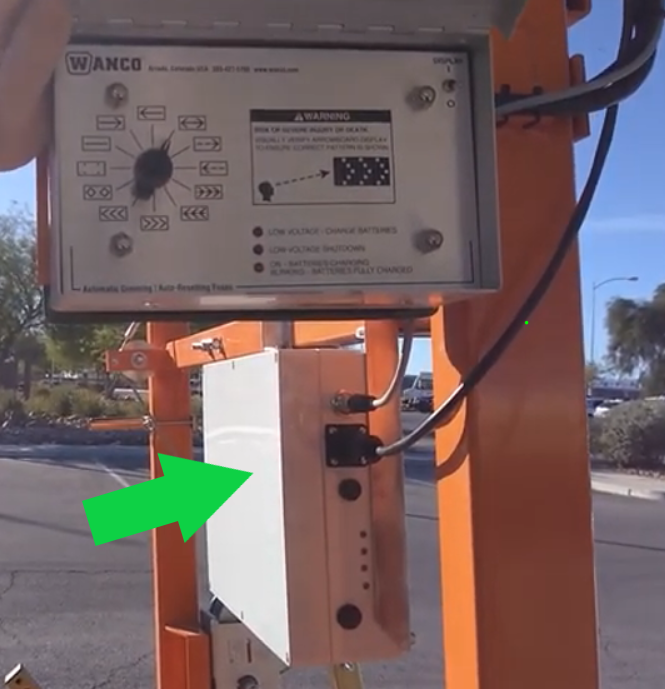 WANCO
Arvada, Colorado USA 303-427-5700 www.wanco.com
DISPLAY
I
O
WARNING
RISK OF SEVERE INJURY OR DEATH.
VISUALLY VERIFY ARROWBOARD DISPLAY
TO ENSURE CORRECT PATTERN IS SHOWN.
LOW VOLTAGE - CHARGE BATTERIES
LOW-VOLTAGE SHUTDOWN
ON - BATTERIES CHARGING
BLINKING - BATTERIES FULLY CHARGED
Automatic Dimming | Auto-Resetting Fuses